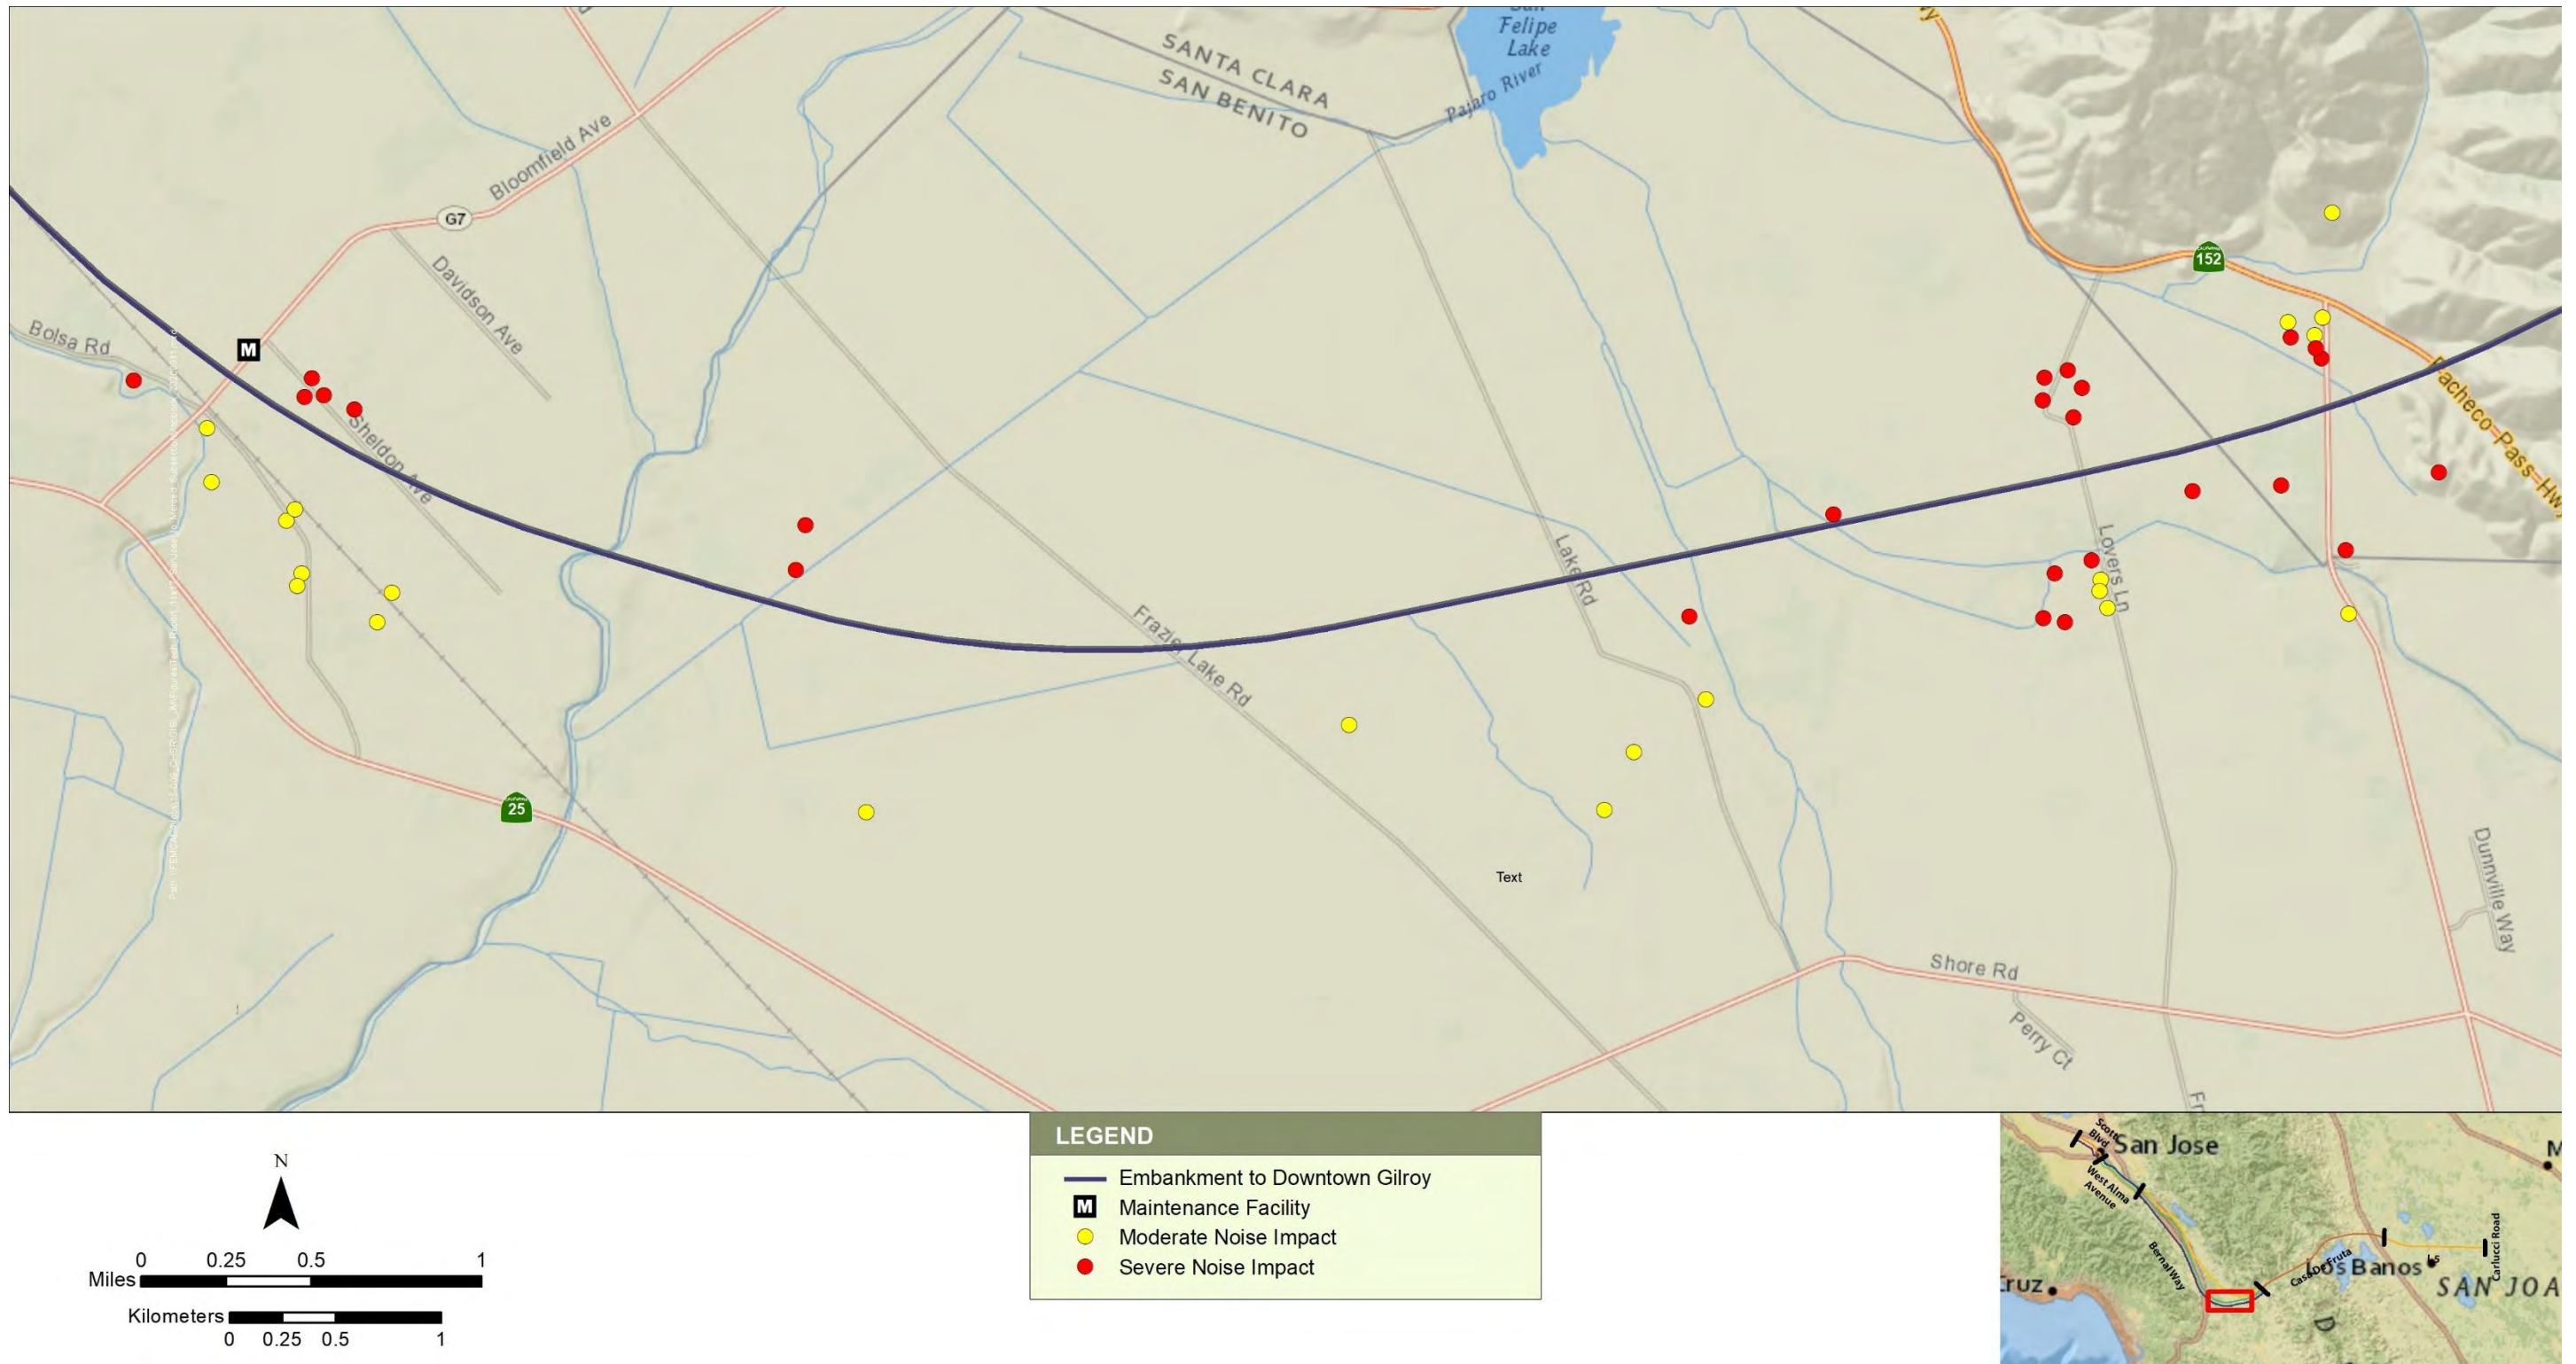 San
Felipe
Lake
Pajaro River
SANTA CLARA
SAN BENITO
Bloomfield Ave
G7
Davidson Ave
Bolsa Rd
M
Sheldon Ave
152
Pacheco Pass Hwy
Lake Rd
Lovers Ln
Frazier Lake Rd
25
Text
Dunnville Way
Shore Rd
Perry Ct
Fr
LEGEND
Embankment to Downtown Gilroy
M Maintenance Facility
Moderate Noise Impact
Severe Noise Impact
N
0 0.25 0.5 1
Miles
Kilometers
0 0.25 0.5 1
Scott
Blvd
San Jose
M
West Alma
Avenue
Bernal Way
Casa De Fruta
Los Banos
Carlucci Road
SAN JOA
cruz
D